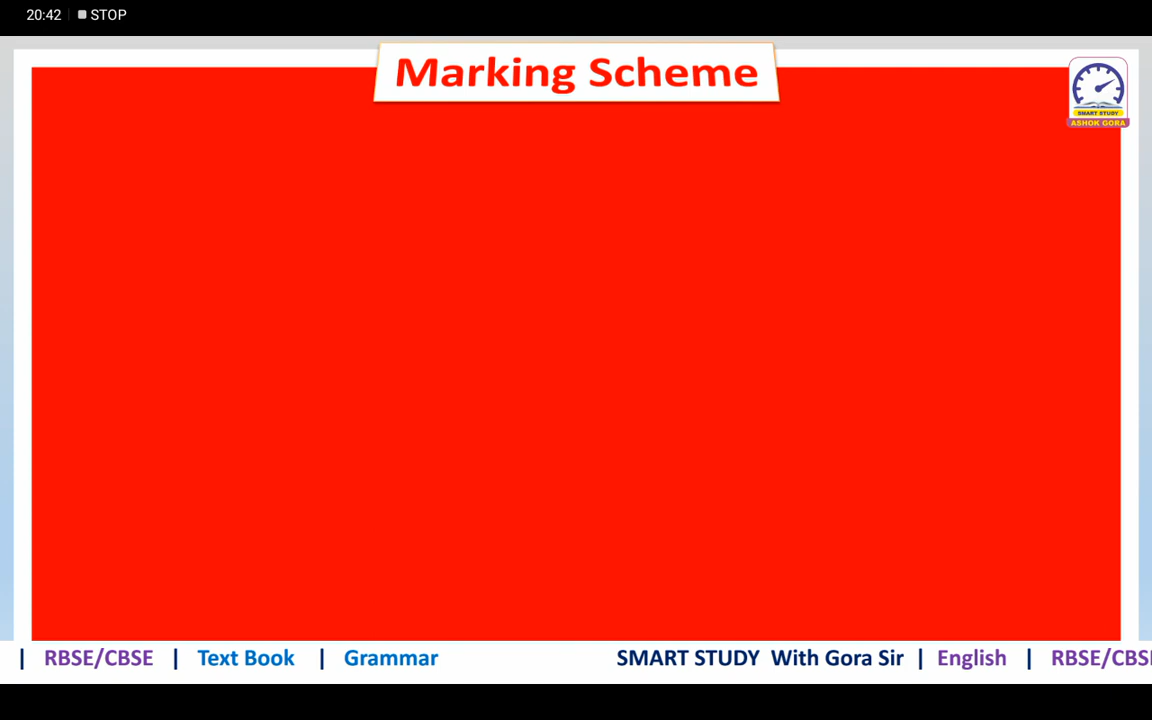 20:42 STOP
Marking Scheme
SMART STUDY
ASHOK GORA
| RBSE/CBSE | Text Book | Grammar SMART STUDY With Gora Sir | English | RBSE/CBS